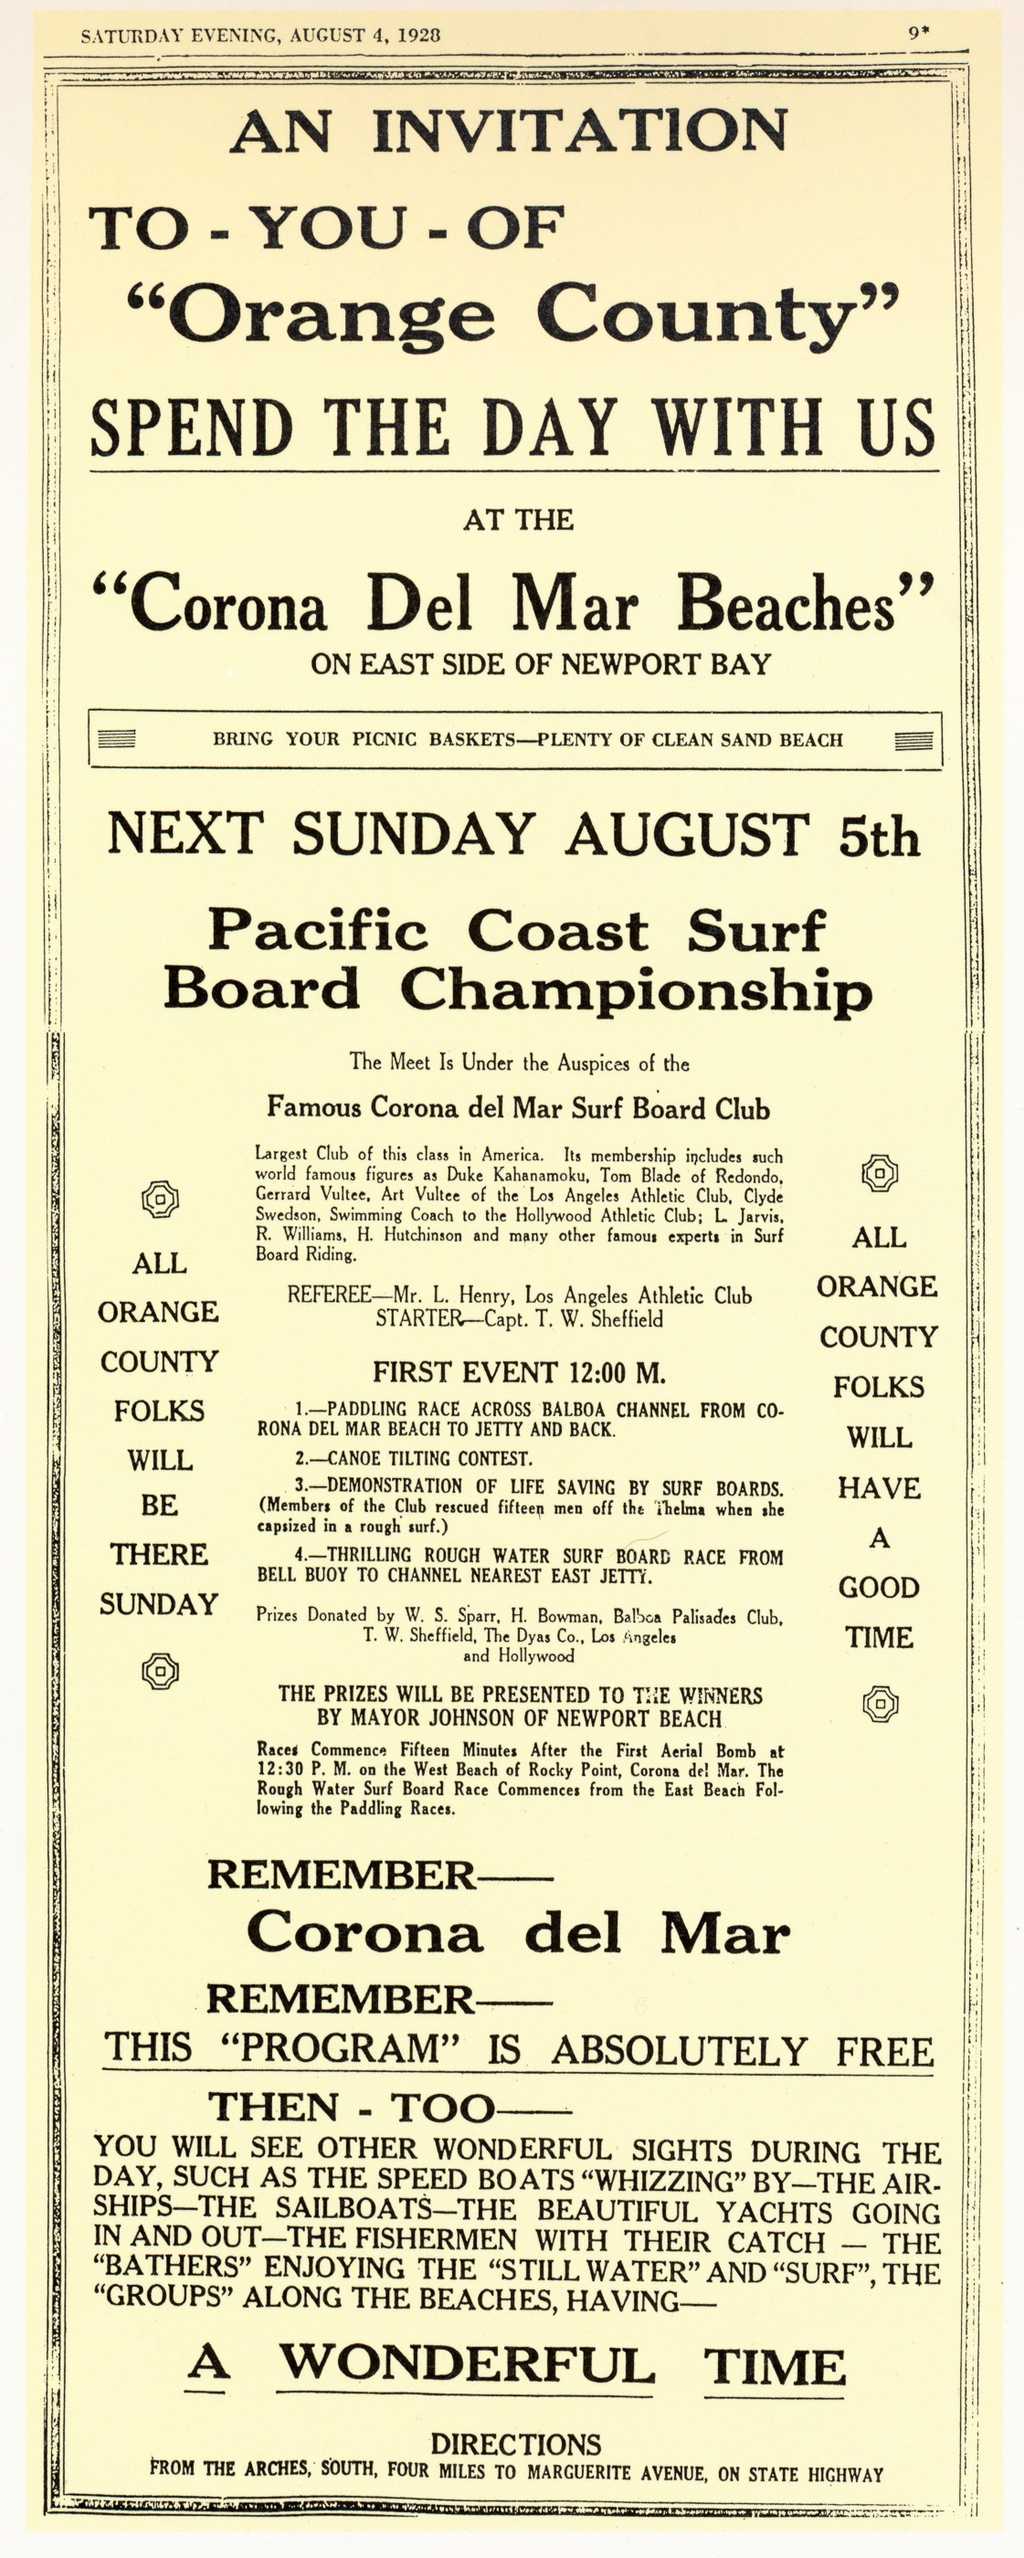 SATURDAY EVENING, AUGUST 4, 1928
9*
AN INVITATION
TO - YOU - OF
“Orange County”
SPEND THE DAY WITH US
AT THE
“Corona Del Mar Beaches”
ON EAST SIDE OF NEWPORT BAY
BRING YOUR PICNIC BASKETS—PLENTY OF CLEAN SAND BEACH
NEXT SUNDAY AUGUST 5th
Pacific Coast Surf
Board Championship
The Meet Is Under the Auspices of the
Famous Corona del Mar Surf Board Club
Largest Club of this class in America. Its membership includes such
world famous figures as Duke Kahanamoku, Tom Blade of Redondo,
Gerrard Vultee, Art Vultee of the Los Angeles Athletic Club, Clyde
Swedson, Swimming Coach to the Hollywood Athletic Club; L. Jarvis,
R. Williams, H. Hutchinson and many other famous experts in Surf
Board Riding.
REFEREE—Mr. L. Henry, Los Angeles Athletic Club
STARTER—Capt. T. W. Sheffield
FIRST EVENT 12:00 M.
1.—PADDLING RACE ACROSS BALBOA CHANNEL FROM CO-
RONA DEL MAR BEACH TO JETTY AND BACK.
2.—CANOE TILTING CONTEST.
3.—DEMONSTRATION OF LIFE SAVING BY SURF BOARDS.
(Members of the Club rescued fifteen men off the Thelma when she
capsized in a rough surf.)
4.—THRILLING ROUGH WATER SURF BOARD RACE FROM
BELL BUOY TO CHANNEL NEAREST EAST JETTY.
Prizes Donated by W. S. Sparr, H. Bowman, Balboa Palisades Club,
T. W. Sheffield, The Dyas Co., Los Angeles
and Hollywood
THE PRIZES WILL BE PRESENTED TO THE WINNERS
BY MAYOR JOHNSON OF NEWPORT BEACH
Races Commence Fifteen Minutes After the First Aerial Bomb at
12:30 P. M. on the West Beach of Rocky Point, Corona del Mar. The
Rough Water Surf Board Race Commences from the East Beach Fol-
lowing the Paddling Races.
ALL
ORANGE
COUNTY
FOLKS
WILL
BE
THERE
SUNDAY
ALL
ORANGE
COUNTY
FOLKS
WILL
HAVE
A
GOOD
TIME
REMEMBER—
Corona del Mar
REMEMBER—
THIS “PROGRAM” IS ABSOLUTELY FREE
THEN - TOO—
YOU WILL SEE OTHER WONDERFUL SIGHTS DURING THE
DAY, SUCH AS THE SPEED BOATS “WHIZZING” BY—THE AIR-
SHIPS—THE SAILBOATS—THE BEAUTIFUL YACHTS GOING
IN AND OUT—THE FISHERMEN WITH THEIR CATCH — THE
“BATHERS” ENJOYING THE “STILL WATER” AND “SURF”, THE
“GROUPS” ALONG THE BEACHES, HAVING—
A WONDERFUL TIME
DIRECTIONS
FROM THE ARCHES, SOUTH, FOUR MILES TO MARGUERITE AVENUE, ON STATE HIGHWAY